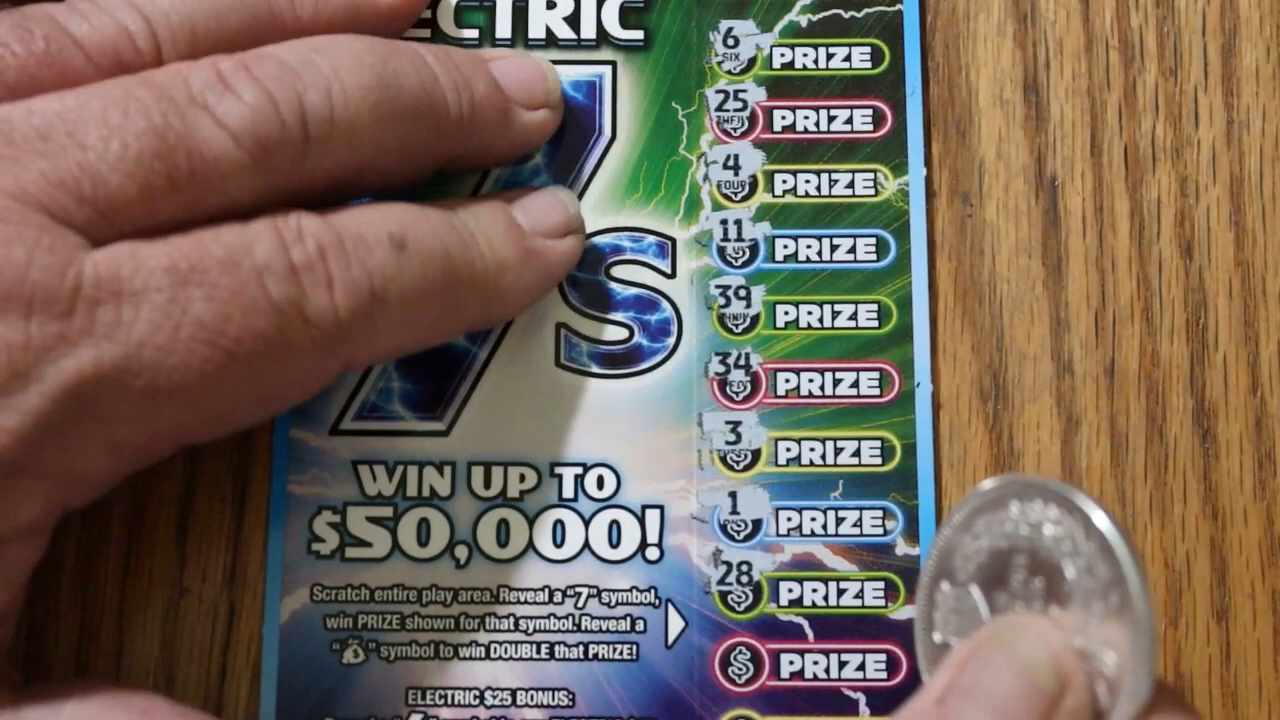 ECTRIC
7
S
WIN UP TO
$50,000!
Scratch entire play area. Reveal a "7" symbol,
win PRIZE shown for that symbol. Reveal a
" " symbol to win DOUBLE that PRIZE!
ELECTRIC $25 BONUS:
6
SIX
PRIZE
25
PRIZE
4
FOUR
PRIZE
11
PRIZE
39
PRIZE
34
PRIZE
3
$ PRIZE
1
$ PRIZE
28
$ PRIZE
$ PRIZE